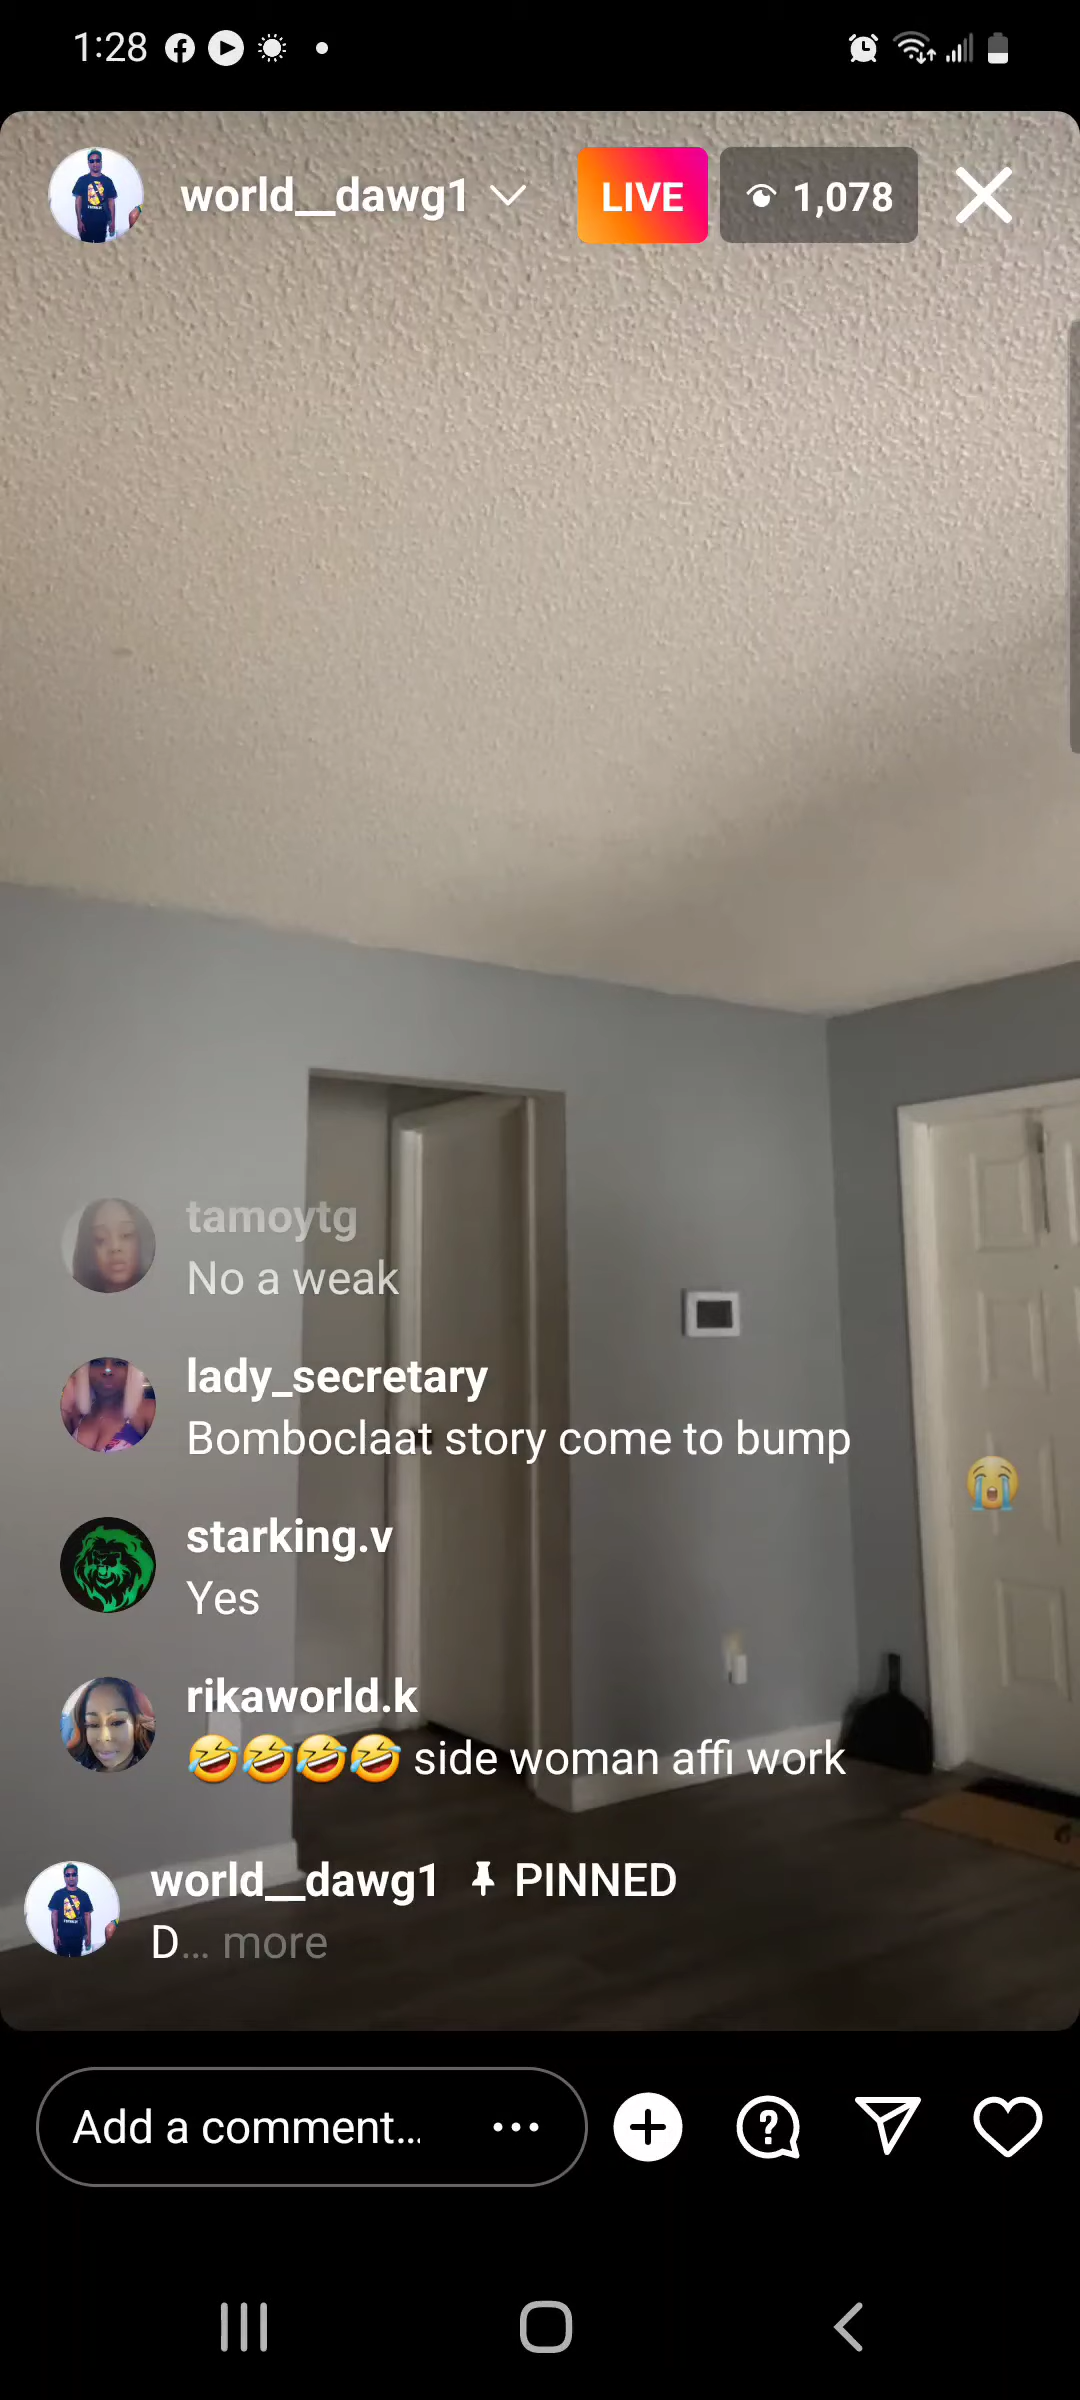 1:28
world__dawg1
LIVE
1,078
tamoytg
No a weak
lady_secretary
Bomboclaat story come to bump
starking.v
Yes
rikaworld.k
🤣🤣🤣🤣 side woman affi work
world__dawg1 PINNED
D... more
Add a comment...